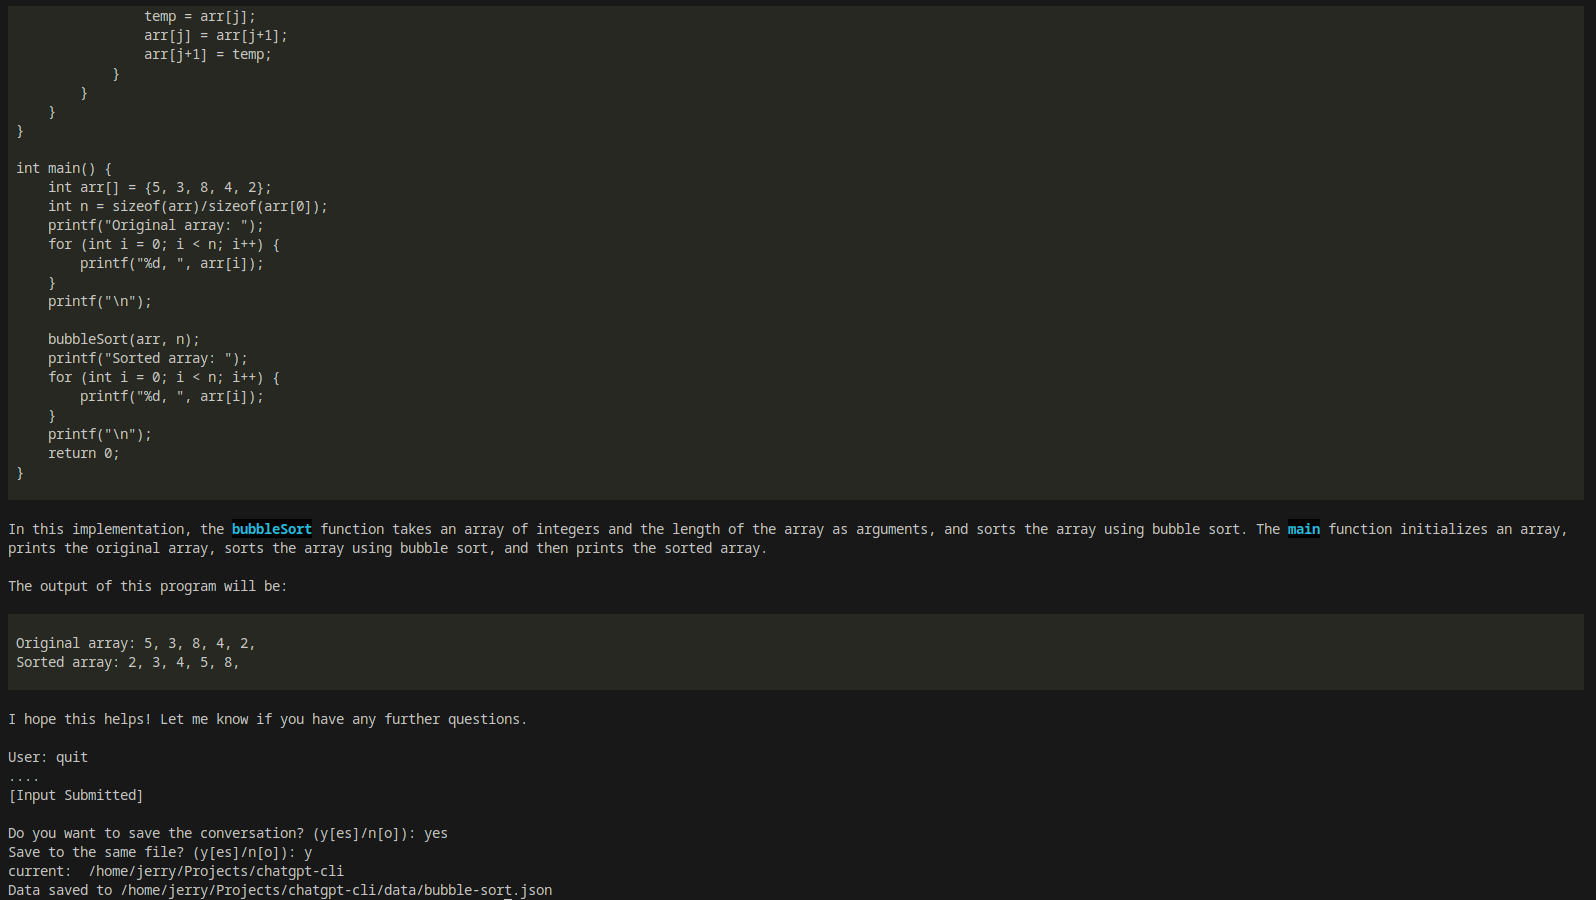 temp = arr[j];
                arr[j] = arr[j+1];
                arr[j+1] = temp;
            }
        }
    }
}

int main() {
    int arr[] = {5, 3, 8, 4, 2};
    int n = sizeof(arr)/sizeof(arr[0]);
    printf("Original array: ");
    for (int i = 0; i < n; i++) {
        printf("%d, ", arr[i]);
    }
    printf("\n");

    bubbleSort(arr, n);
    printf("Sorted array: ");
    for (int i = 0; i < n; i++) {
        printf("%d, ", arr[i]);
    }
    printf("\n");
    return 0;
}

In this implementation, the bubbleSort function takes an array of integers and the length of the array as arguments, and sorts the array using bubble sort. The main function initializes an array,
prints the original array, sorts the array using bubble sort, and then prints the sorted array.

The output of this program will be:

Original array: 5, 3, 8, 4, 2,
Sorted array: 2, 3, 4, 5, 8,

I hope this helps! Let me know if you have any further questions.

User: quit
....
[Input Submitted]

Do you want to save the conversation? (y[es]/n[o]): yes
Save to the same file? (y[es]/n[o]): y
current:  /home/jerry/Projects/chatgpt-cli
Data saved to /home/jerry/Projects/chatgpt-cli/data/bubble-sort.json